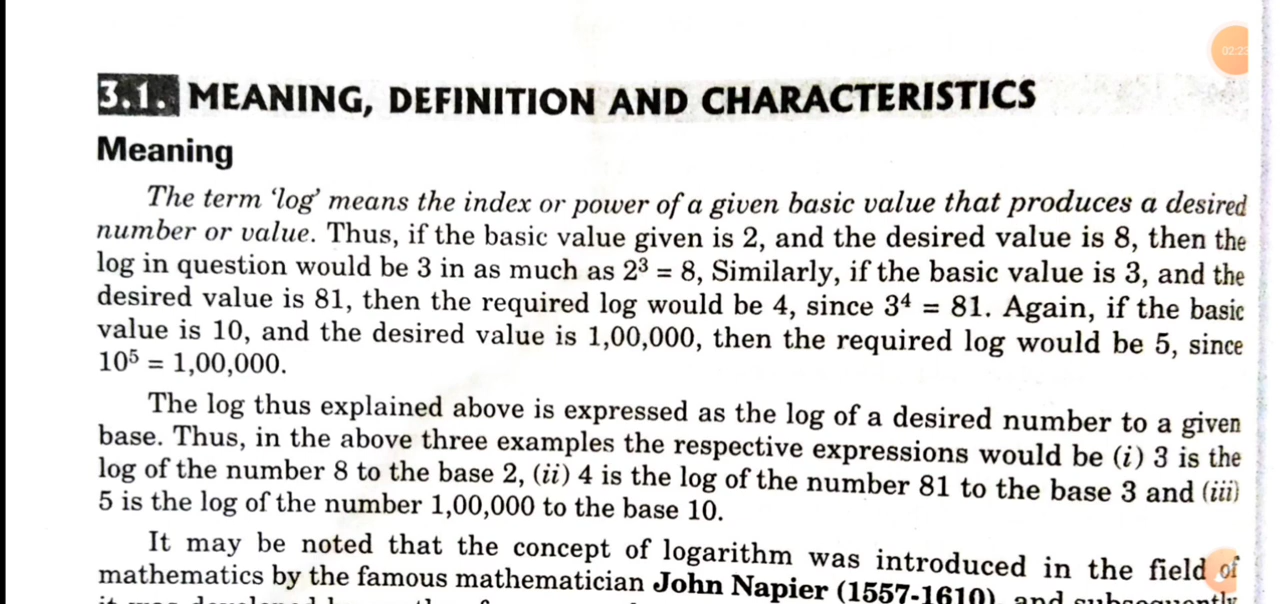 02:23
3.1. MEANING, DEFINITION AND CHARACTERISTICS
Meaning
The term ‘log’ means the index or power of a given basic value that produces a desired
number or value. Thus, if the basic value given is 2, and the desired value is 8, then the
log in question would be 3 in as much as 2³ = 8, Similarly, if the basic value is 3, and the
desired value is 81, then the required log would be 4, since 3⁴ = 81. Again, if the basic
value is 10, and the desired value is 1,00,000, then the required log would be 5, since
10⁵ = 1,00,000.
The log thus explained above is expressed as the log of a desired number to a given
base. Thus, in the above three examples the respective expressions would be (i) 3 is the
log of the number 8 to the base 2, (ii) 4 is the log of the number 81 to the base 3 and (iii)
5 is the log of the number 1,00,000 to the base 10.
It may be noted that the concept of logarithm was introduced in the field of
mathematics by the famous mathematician John Napier (1557-1610), and subsequently
it was